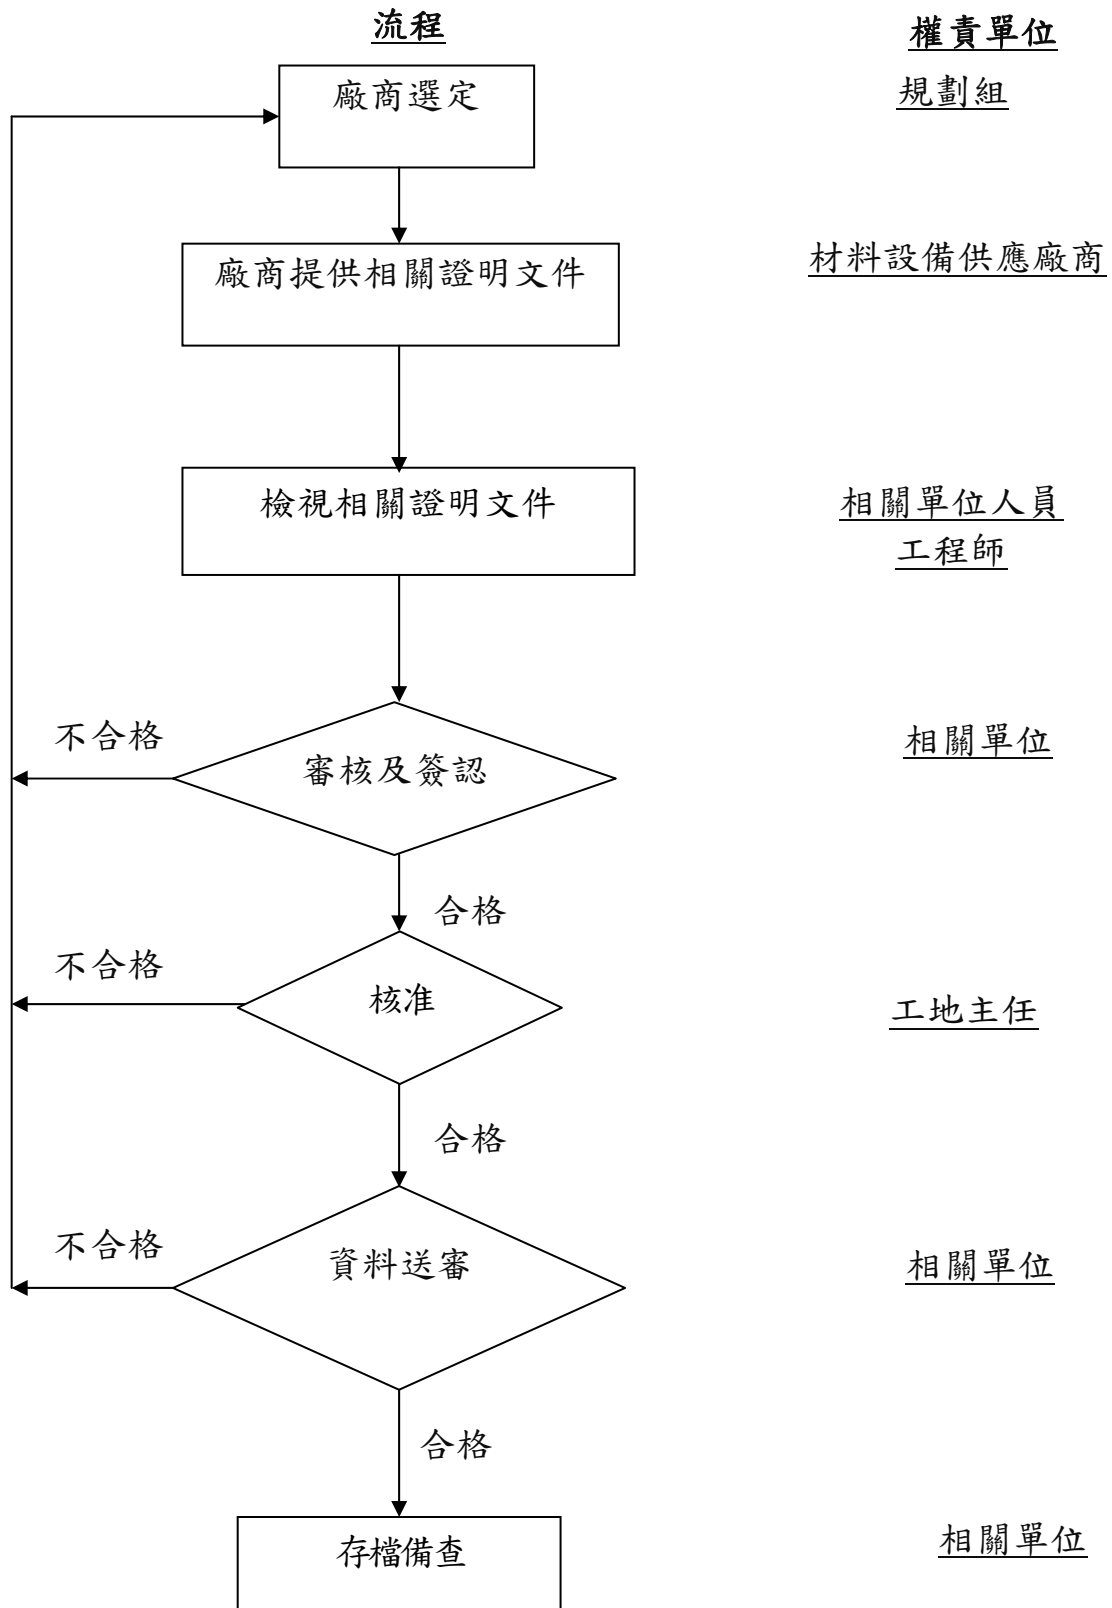 流程
權責單位
廠商選定
規劃組
廠商提供相關證明文件
材料設備供應廠商
檢視相關證明文件
相關單位人員
工程師
不合格
審核及簽認
相關單位
合格
不合格
核准
工地主任
合格
不合格
資料送審
相關單位
合格
存檔備查
相關單位